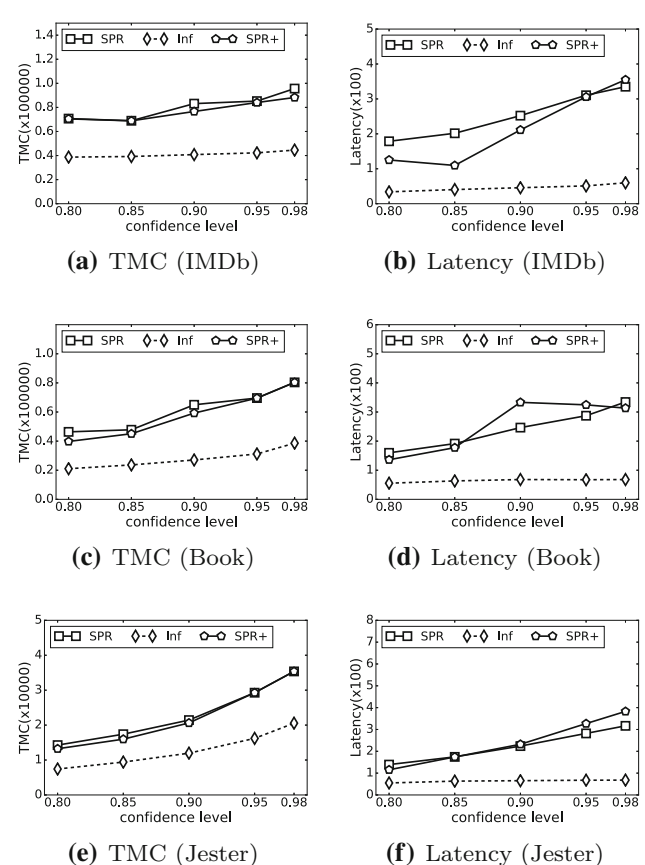 TMC(x100000)
1.4
1.2
1.0
0.8
0.6
0.4
0.2
0.0
SPR Inf SPR+
0.80 0.85 0.90 0.95 0.98
confidence level
(a) TMC (IMDb)
Latency(x100)
5
4
3
2
1
0
SPR Inf SPR+
0.80 0.85 0.90 0.95 0.98
confidence level
(b) Latency (IMDb)
TMC(x100000)
1.0
0.8
0.6
0.4
0.2
0.0
SPR Inf SPR+
0.80 0.85 0.90 0.95 0.98
confidence level
(c) TMC (Book)
Latency(x100)
6
5
4
3
2
1
0
SPR Inf SPR+
0.80 0.85 0.90 0.95 0.98
confidence level
(d) Latency (Book)
TMC(x10000)
5
4
3
2
1
0
SPR Inf SPR+
0.80 0.85 0.90 0.95 0.98
confidence level
(e) TMC (Jester)
Latency(x100)
8
7
6
5
4
3
2
1
0
SPR Inf SPR+
0.80 0.85 0.90 0.95 0.98
confidence level
(f) Latency (Jester)